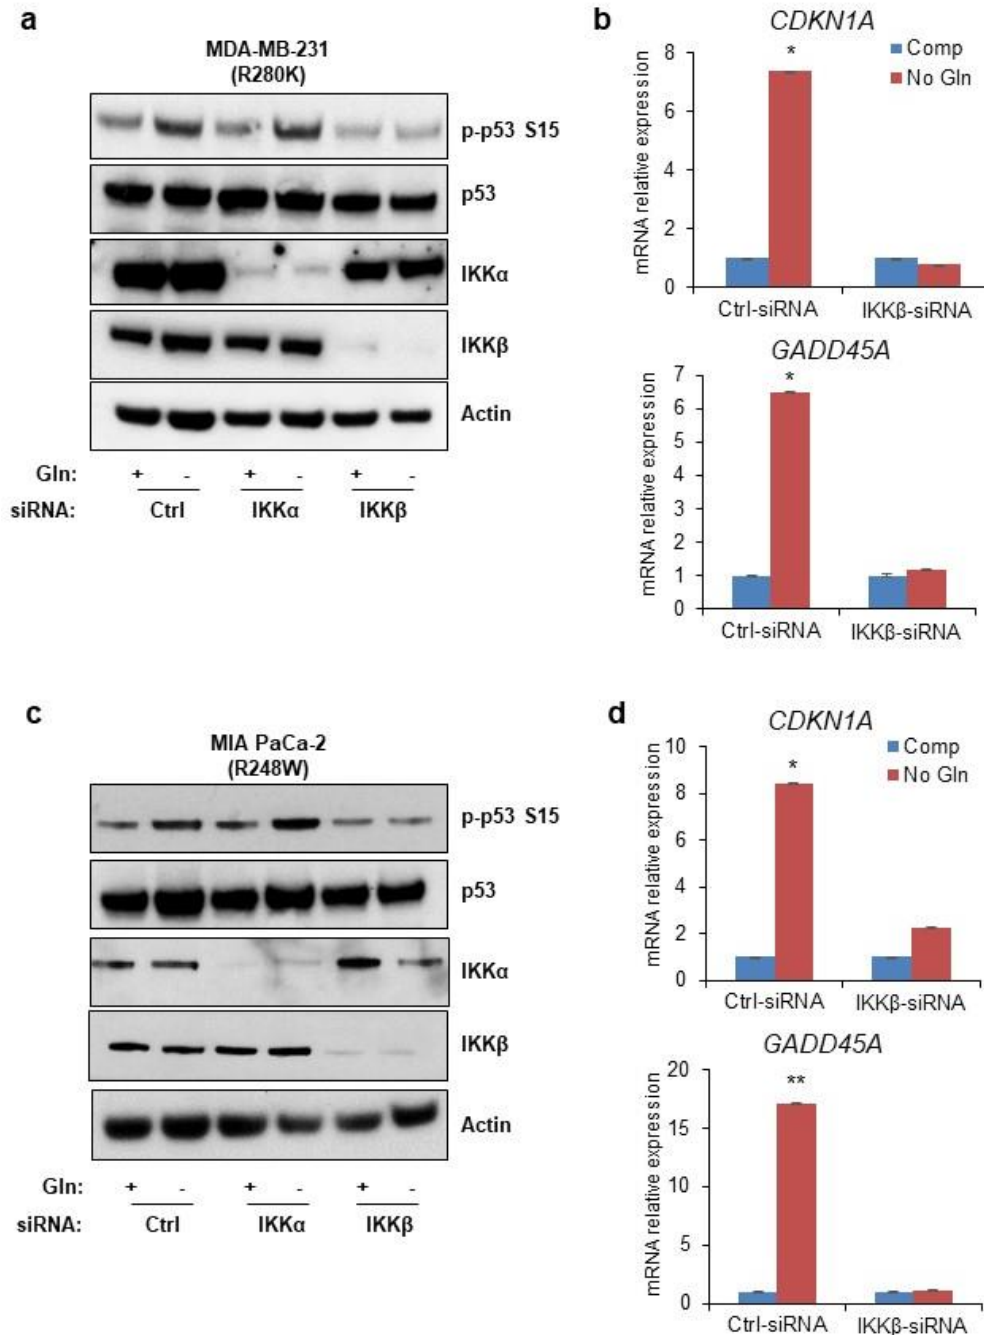 a
MDA-MB-231
(R280K)
p-p53 S15
p53
IKKα
IKKβ
Actin
Gln: + - + - + -
siRNA: Ctrl IKKα IKKβ
b
CDKN1A
Comp
No Gln
mRNA relative expression
8
6
4
2
0
*
Ctrl-siRNA IKKβ-siRNA
GADD45A
mRNA relative expression
7
6
5
4
3
2
1
0
*
Ctrl-siRNA IKKβ-siRNA
c
MIA PaCa-2
(R248W)
p-p53 S15
p53
IKKα
IKKβ
Actin
Gln: + - + - + -
siRNA: Ctrl IKKα IKKβ
d
CDKN1A
Comp
No Gln
mRNA relative expression
10
8
6
4
2
0
*
Ctrl-siRNA IKKβ-siRNA
GADD45A
mRNA relative expression
20
15
10
5
0
**
Ctrl-siRNA IKKβ-siRNA